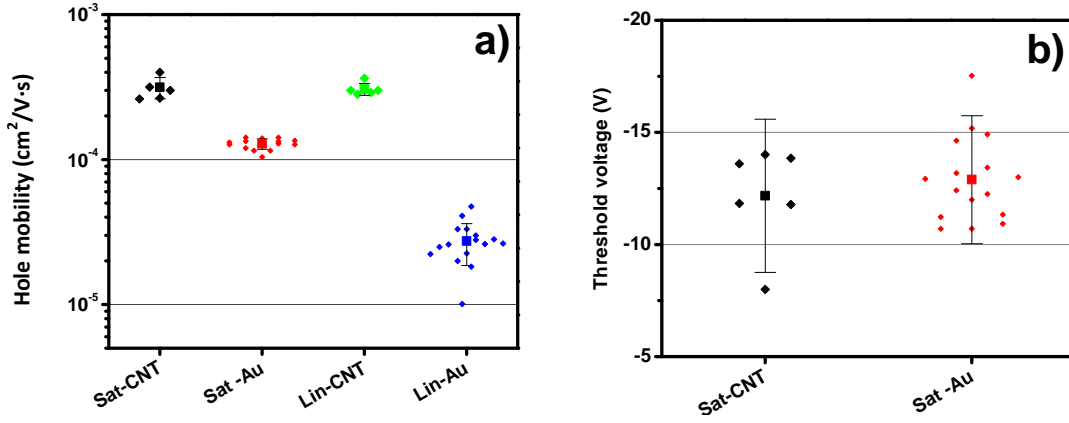 a)
Hole mobility (cm²/V·s)
10⁻³
10⁻⁴
10⁻⁵
Sat-CNT
Sat -Au
Lin-CNT
Lin-Au
b)
Threshold voltage (V)
-20
-15
-10
-5
Sat-CNT
Sat -Au